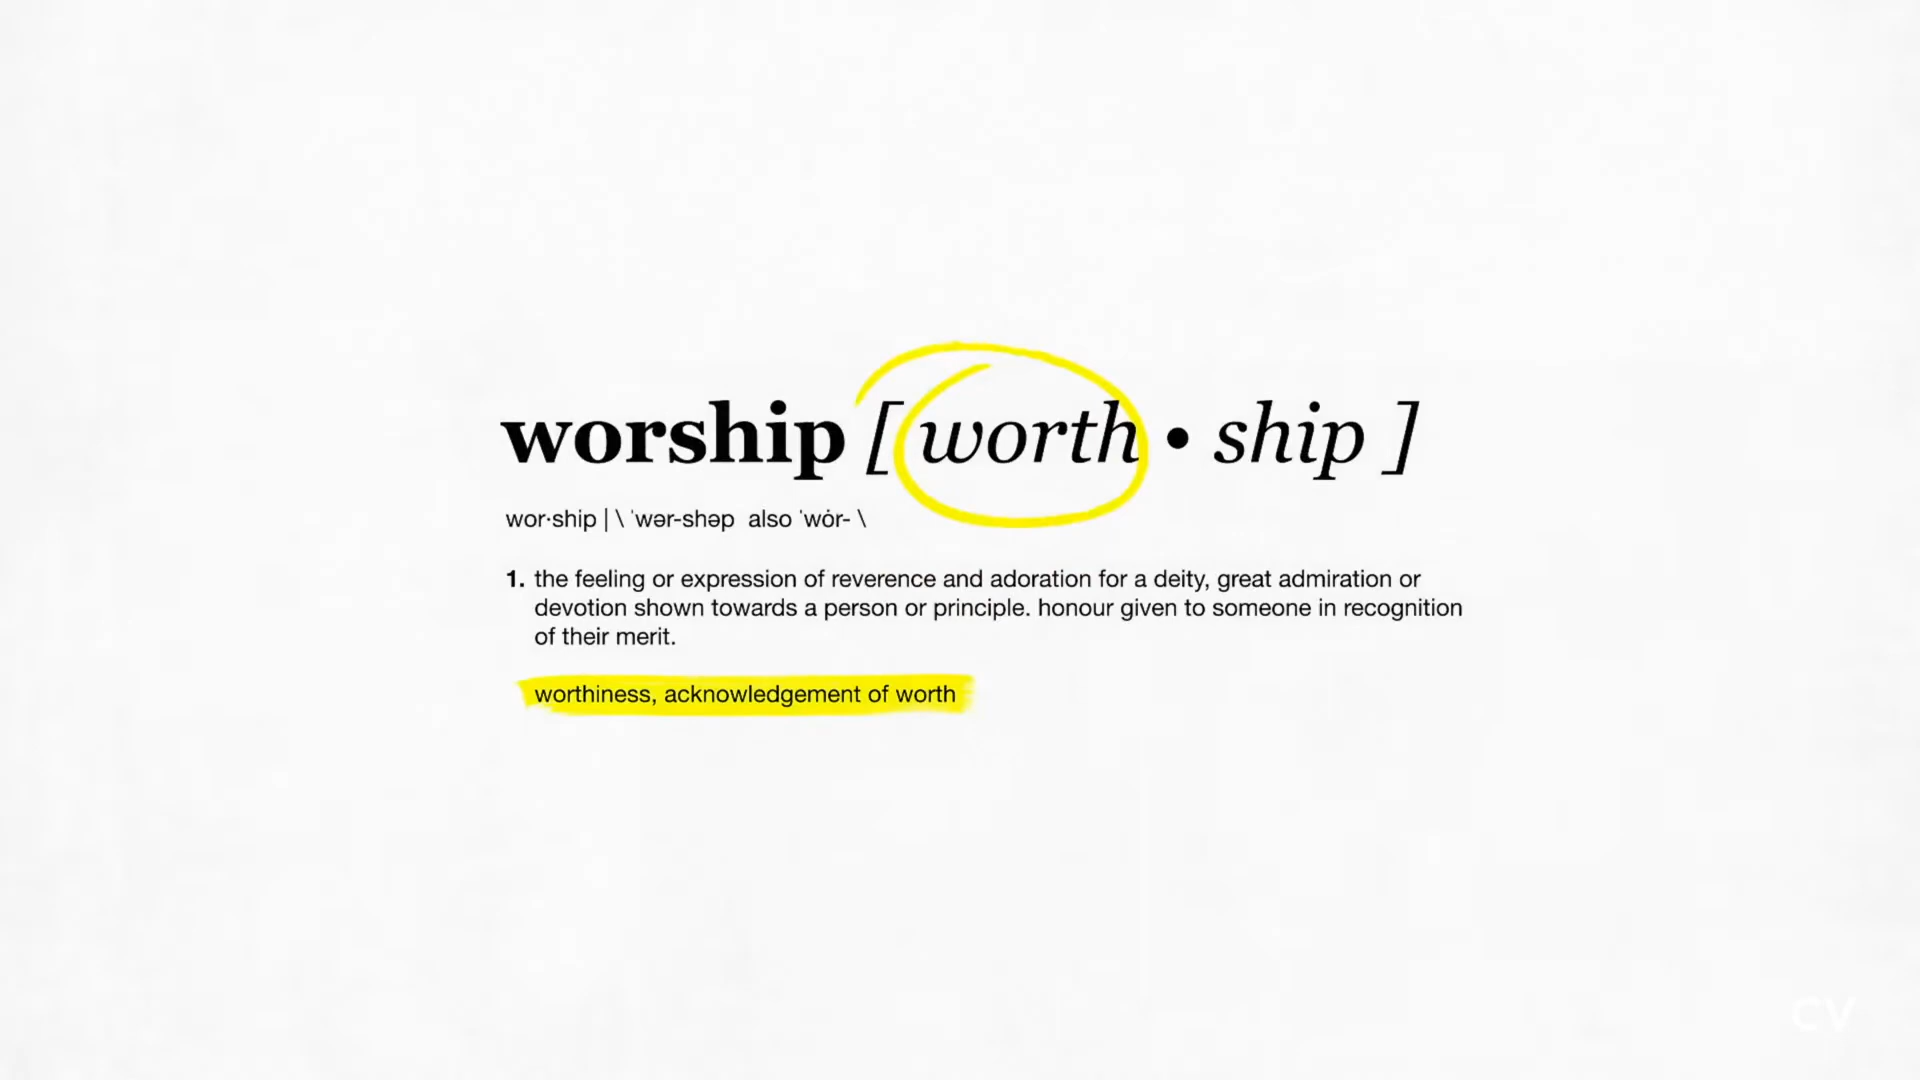 worship [ worth • ship ]
wor·ship | \ ˈwər-shəp also ˈwȯr- \
1. the feeling or expression of reverence and adoration for a deity, great admiration or
devotion shown towards a person or principle. honour given to someone in recognition
of their merit.
worthiness, acknowledgement of worth
CV